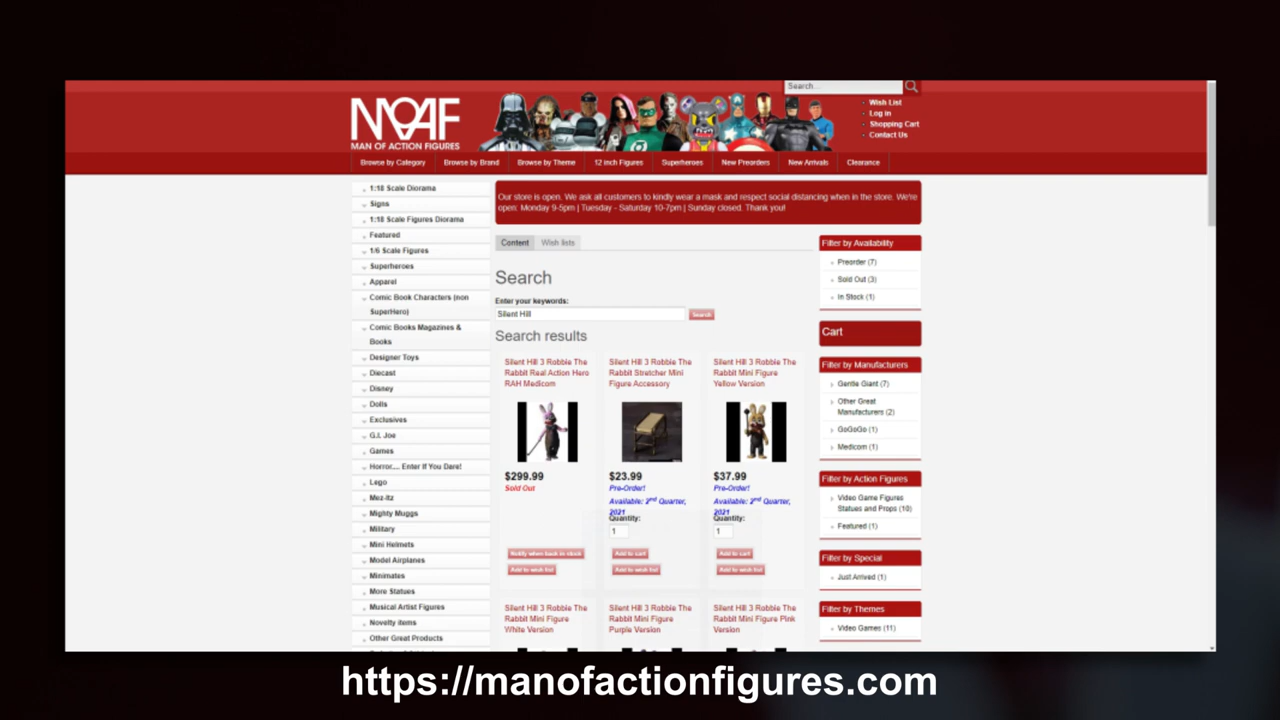 Search...
MOAF
MAN OF ACTION FIGURES
Wish List
Log in
Shopping Cart
Contact Us
Browse by Category
Browse by Brand
Browse by Theme
12 inch Figures
Superheroes
New Preorders
New Arrivals
Clearance
1:18 Scale Diorama
Signs
1:18 Scale Figures Diorama
Featured
1/6 Scale Figures
Superheroes
Apparel
Comic Book Characters (non
SuperHero)
Comic Books Magazines &
Books
Designer Toys
Diecast
Disney
Dolls
Exclusives
G.I. Joe
Games
Horror.... Enter If You Dare!
Lego
Mez-Itz
Mighty Muggs
Military
Mini Helmets
Model Airplanes
Minimates
More Statues
Musical Artist Figures
Novelty items
Other Great Products
Our store is open. We ask all customers to kindly wear a mask and respect social distancing when in the store. We're
open: Monday 9-5pm | Tuesday - Saturday 10-7pm | Sunday closed. Thank you!
Content
Wish lists
Search
Enter your keywords:
Silent Hill
Search
Search results
Silent Hill 3 Robbie The
Rabbit Real Action Hero
RAH Medicom
$299.99
Sold Out
Notify when back in stock
Add to wish list
Silent Hill 3 Robbie The
Rabbit Stretcher Mini
Figure Accessory
$23.99
Pre-Order!
Available: 2nd Quarter,
2021
Quantity:
1
Add to cart
Add to wish list
Silent Hill 3 Robbie The
Rabbit Mini Figure
Yellow Version
$37.99
Pre-Order!
Available: 2nd Quarter,
2021
Quantity:
1
Add to cart
Add to wish list
Silent Hill 3 Robbie The
Rabbit Mini Figure
White Version
Silent Hill 3 Robbie The
Rabbit Mini Figure
Purple Version
Silent Hill 3 Robbie The
Rabbit Mini Figure Pink
Version
Filter by Availability
Preorder (7)
Sold Out (3)
In Stock (1)
Cart
Filter by Manufacturers
Gentle Giant (7)
Other Great
Manufacturers (2)
GoGoGo (1)
Medicom (1)
Filter by Action Figures
Video Game Figures
Statues and Props (10)
Featured (1)
Filter by Special
Just Arrived (1)
Filter by Themes
Video Games (11)
https://manofactionfigures.com